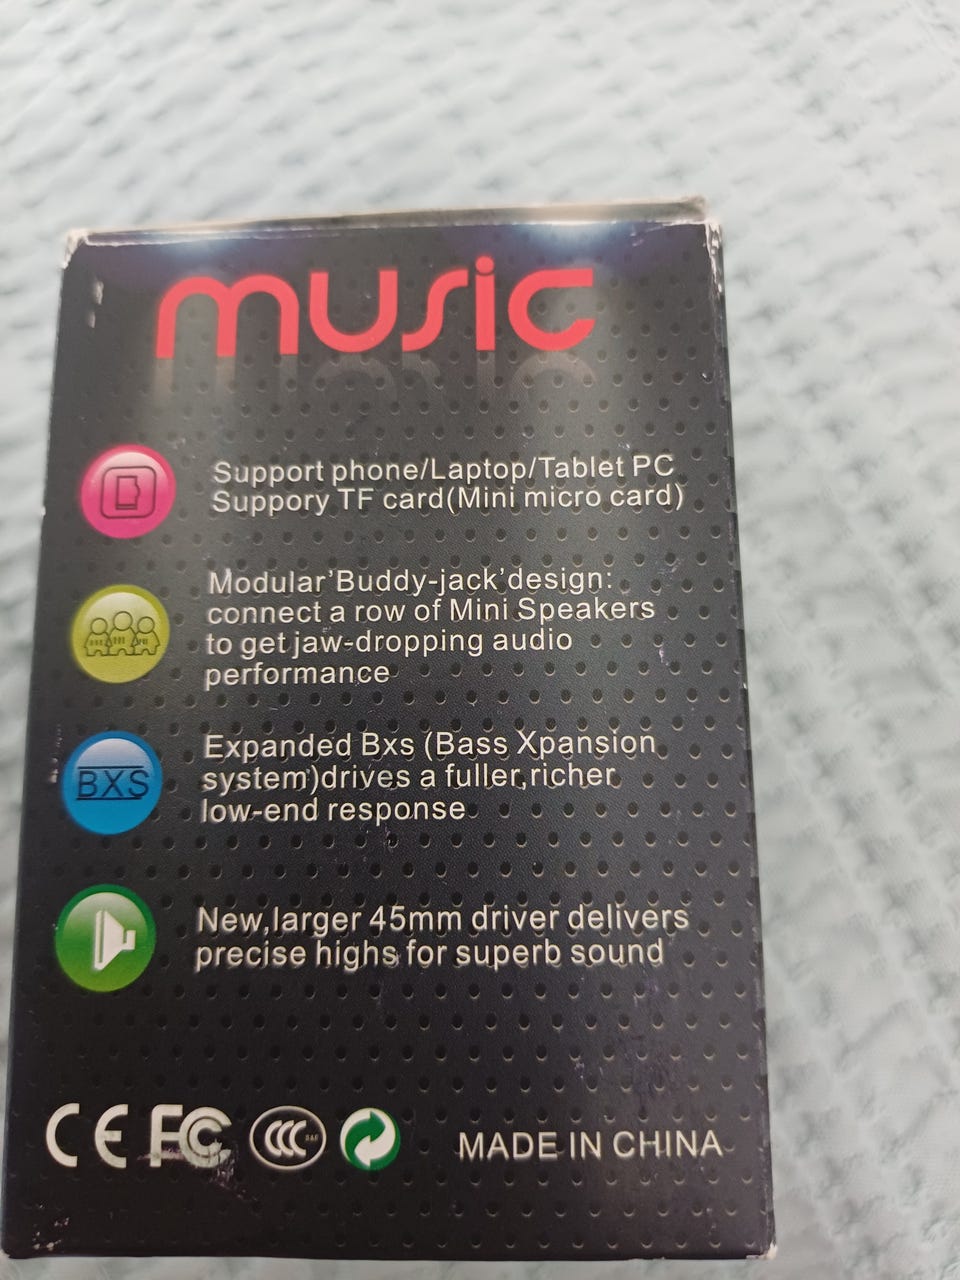 music
Support phone/Laptop/Tablet PC
Suppory TF card(Mini micro card)
Modular'Buddy-jack'design:
connect a row of Mini Speakers
to get jaw-dropping audio
performance
BXS
Expanded Bxs (Bass Xpansion
system)drives a fuller,richer
low-end response
New,larger 45mm driver delivers
precise highs for superb sound
CE FC CCC MADE IN CHINA